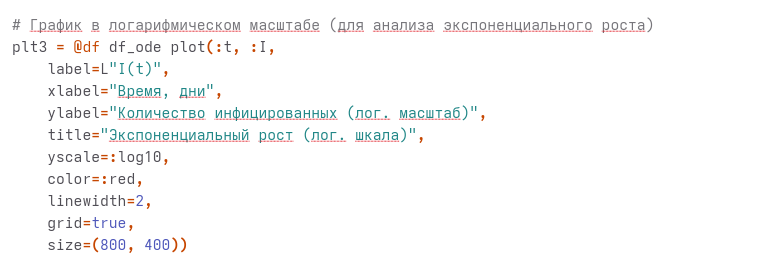 # График в логарифмическом масштабе (для анализа экспоненциального роста)
plt3 = @df df_ode plot(:t, :I,
    label=L"I(t)",
    xlabel="Время, дни",
    ylabel="Количество инфицированных (лог. масштаб)",
    title="Экспоненциальный рост (лог. шкала)",
    yscale=:log10,
    color=:red,
    linewidth=2,
    grid=true,
    size=(800, 400))